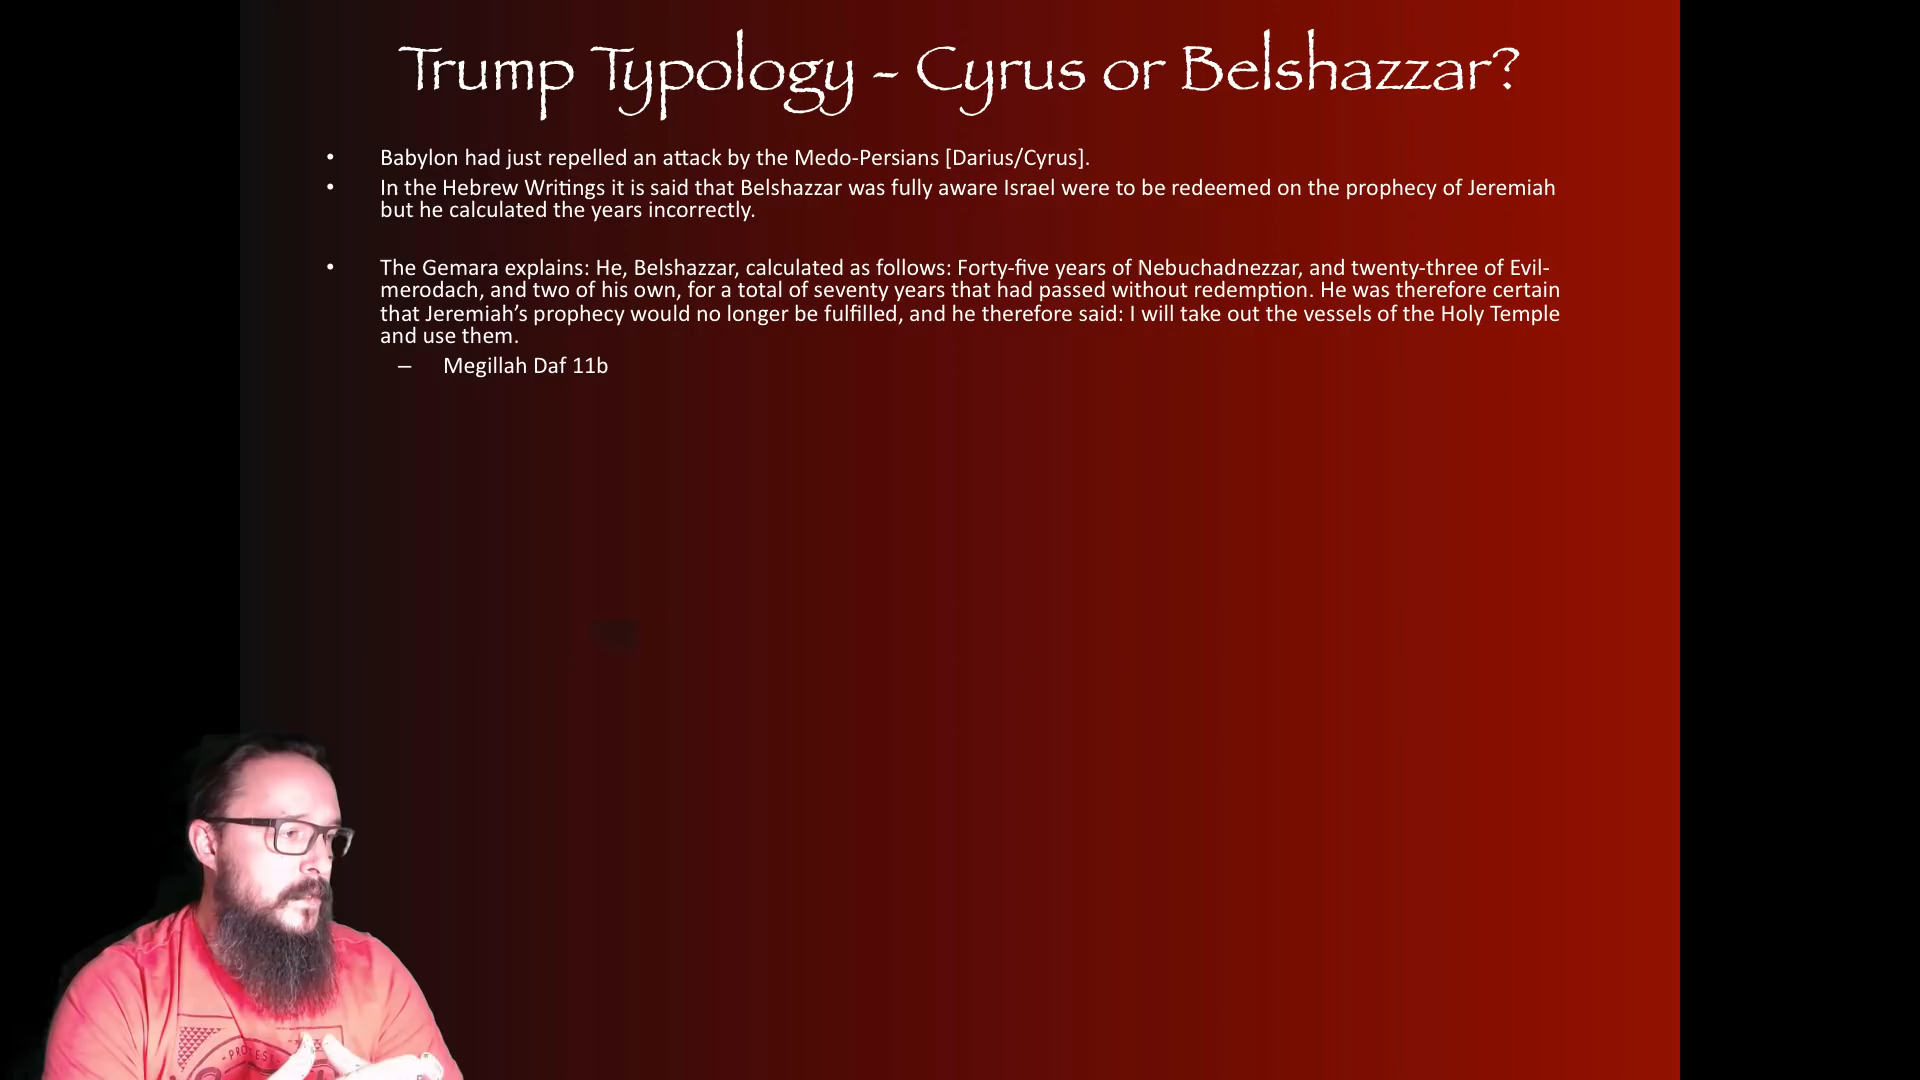 Trump Typology - Cyrus or Belshazzar?
• Babylon had just repelled an attack by the Medo-Persians [Darius/Cyrus].
• In the Hebrew Writings it is said that Belshazzar was fully aware Israel were to be redeemed on the prophecy of Jeremiah
but he calculated the years incorrectly.
• The Gemara explains: He, Belshazzar, calculated as follows: Forty-five years of Nebuchadnezzar, and twenty-three of Evil-
merodach, and two of his own, for a total of seventy years that had passed without redemption. He was therefore certain
that Jeremiah’s prophecy would no longer be fulfilled, and he therefore said: I will take out the vessels of the Holy Temple
and use them.
– Megillah Daf 11b